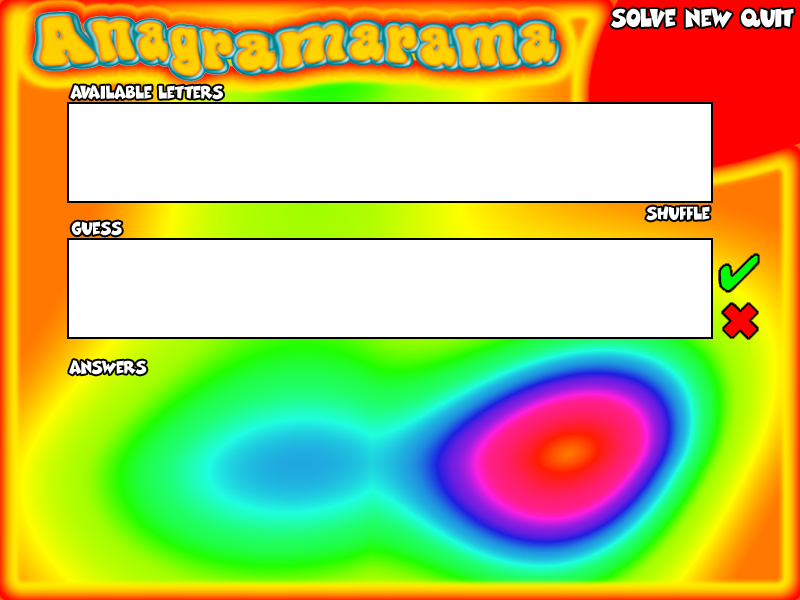 Anagramarama
SOLVE NEW QUIT
AVAILABLE LETTERS
SHUFFLE
GUESS
ANSWERS